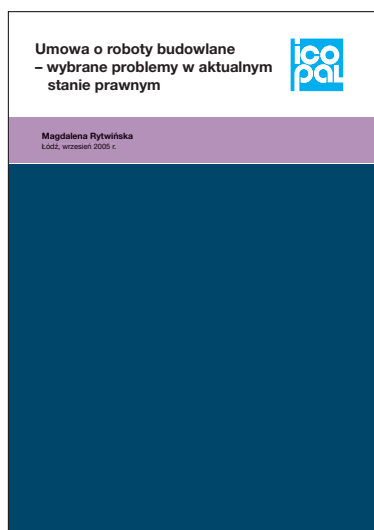 Umowa o roboty budowlane
– wybrane problemy w aktualnym
stanie prawnym
ico
pal
Magdalena Rytwińska
Łódź, wrzesień 2005 r.